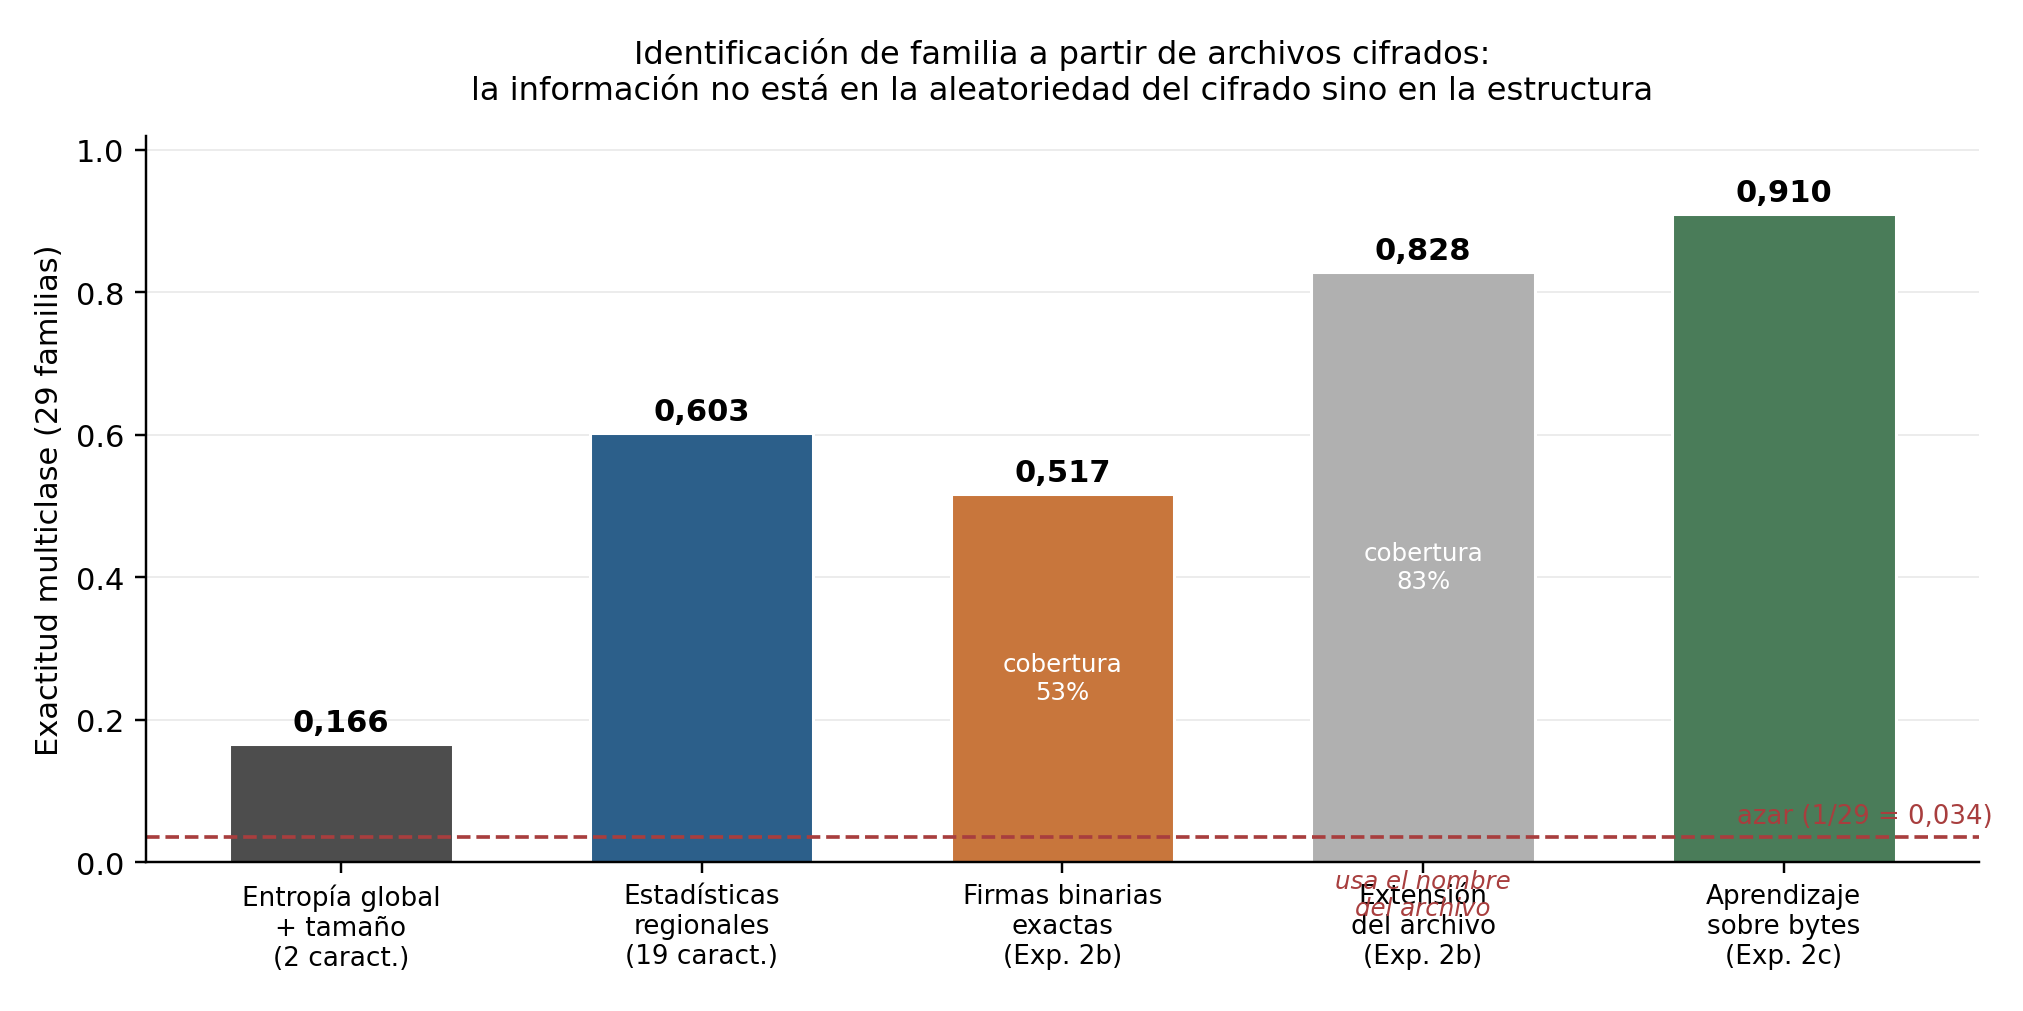 Identificación de familia a partir de archivos cifrados:
la información no está en la aleatoriedad del cifrado sino en la estructura
Exactitud multiclase (29 familias)
1.0
0.8
0.6
0.4
0.2
0.0
0,166
0,603
0,517
0,828
0,910
cobertura
53%
cobertura
83%
azar (1/29 = 0,034)
Entropía global
+ tamaño
(2 caract.)
Estadísticas
regionales
(19 caract.)
Firmas binarias
exactas
(Exp. 2b)
usa el nombre
del archivo
Extensión
del archivo
(Exp. 2b)
Aprendizaje
sobre bytes
(Exp. 2c)